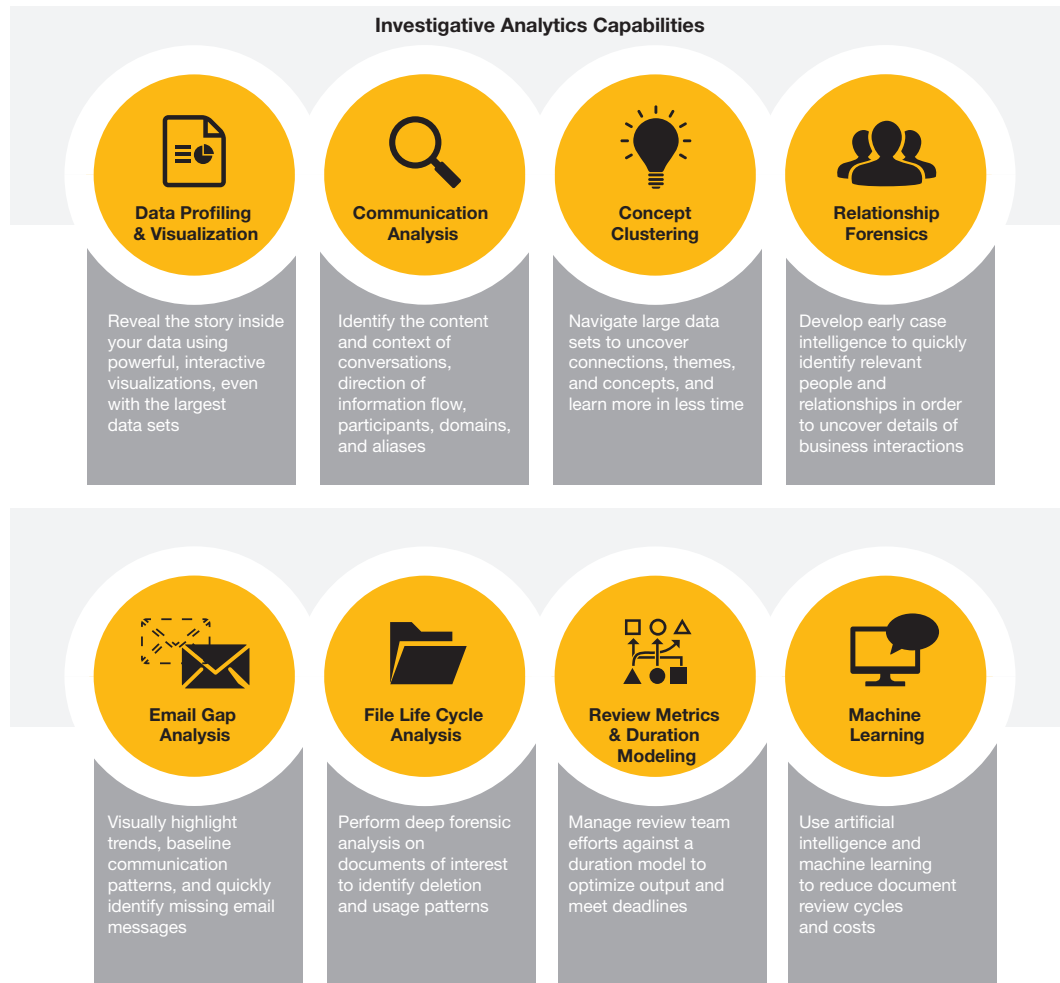 Investigative Analytics Capabilities
Data Profiling
& Visualization
Reveal the story inside
your data using
powerful, interactive
visualizations, even
with the largest
data sets
Communication
Analysis
Identify the content
and context of
conversations,
direction of
information flow,
participants, domains,
and aliases
Concept
Clustering
Navigate large data
sets to uncover
connections, themes,
and concepts, and
learn more in less time
Relationship
Forensics
Develop early case
intelligence to quickly
identify relevant
people and
relationships in order
to uncover details of
business interactions
Email Gap
Analysis
Visually highlight
trends, baseline
communication
patterns, and quickly
identify missing email
messages
File Life Cycle
Analysis
Perform deep forensic
analysis on
documents of interest
to identify deletion
and usage patterns
Review Metrics
& Duration
Modeling
Manage review team
efforts against a
duration model to
optimize output and
meet deadlines
Machine
Learning
Use artificial
intelligence and
machine learning
to reduce document
review cycles
and costs